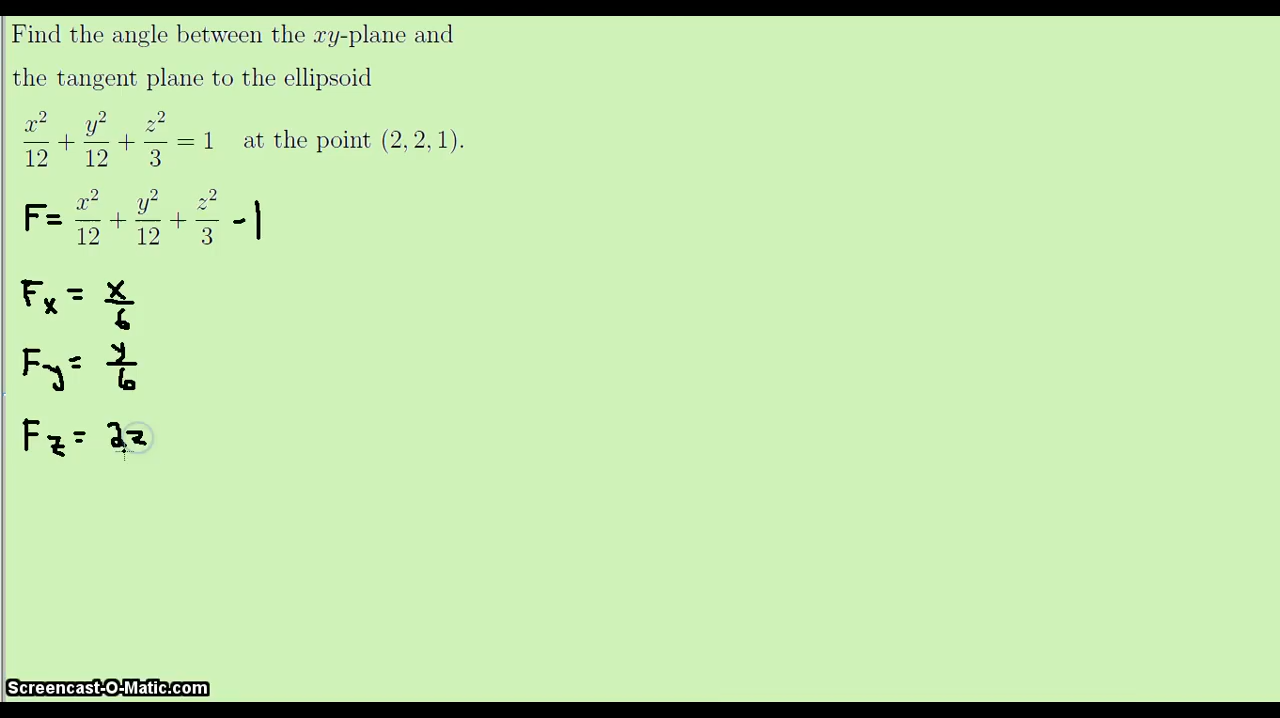 Find the angle between the xy-plane and
the tangent plane to the ellipsoid
x²/12 + y²/12 + z²/3 = 1 at the point (2, 2, 1).
F = x²/12 + y²/12 + z²/3 - 1
Fx = x/6
Fy = y/6
Fz = 2z
Screencast-O-Matic.com